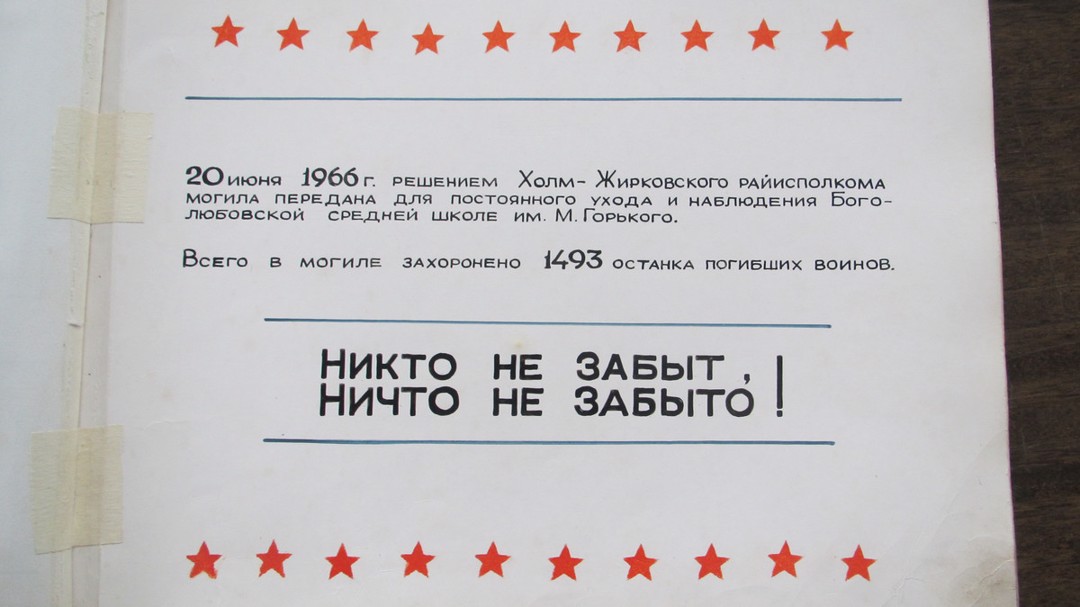 20 июня 1966 г. решением Холм-Жирковского райисполкома
могила передана для постоянного ухода и наблюдения Бого-
любовской средней школе им. М. Горького.
Всего в могиле захоронено 1493 останка погибших воинов.
Никто не забыт,
ничто не забыто!